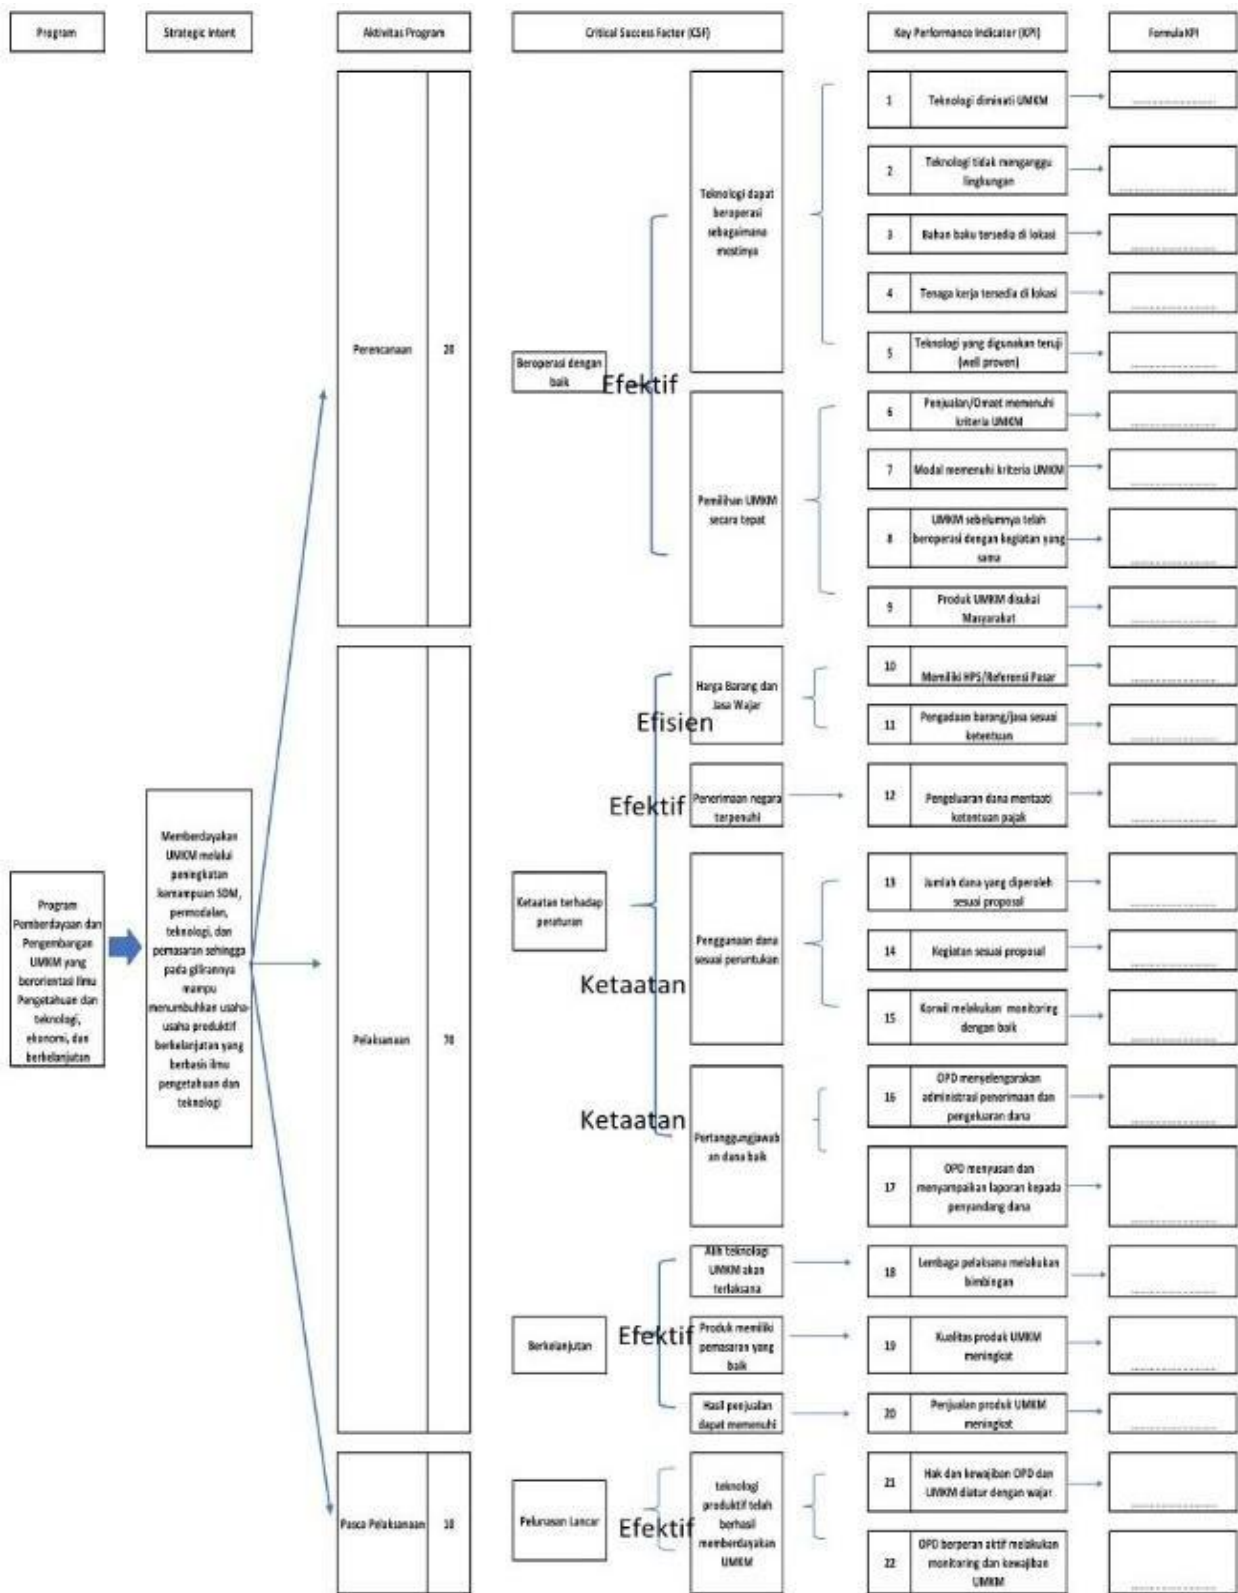 Program
Strategic Intent
Aktivitas Program
Critical Success Factor (CSF)
Key Performance Indicator (KPI)
Formula KPI
Program
Pemberdayaan dan
Pengembangan
UMKM yang
berorientasi Ilmu
Pengetahuan dan
teknologi,
ekonomi, dan
berkelanjutan
Memberdayakan
UMKM melalui
peningkatan
kemampuan SDM,
permodalan,
teknologi, dan
pemasaran sehingga
pada gilirannya
mampu
menumbuhkan usaha-
usaha produktif
berkelanjutan yang
berbasis ilmu
pengetahuan dan
teknologi
Perencanaan
20
Beroperasi dengan
baik
Efektif
Teknologi dapat
beroperasi
sebagaimana
mestinya
1
Teknologi diminati UMKM
2
Teknologi tidak menganggu
lingkungan
3
Bahan baku tersedia di lokasi
4
Tenaga kerja tersedia di lokasi
5
Teknologi yang digunakan teruji
(well proven)
Pemilihan UMKM
secara tepat
6
Penjualan/Omset memenuhi
kriteria UMKM
7
Modal memenuhi kriteria UMKM
8
UMKM sebelumnya telah
beroperasi dengan kegiatan yang
sama
9
Produk UMKM disukai
Masyarakat
Pelaksanaan
70
Ketaatan terhadap
peraturan
Efisien
Harga Barang dan
Jasa Wajar
10
Memiliki HPS/Referensi Pasar
11
Pengadaan barang/jasa sesuai
ketentuan
Efektif
Penerimaan negara
terpenuhi
12
Pengeluaran dana mentaati
ketentuan pajak
Ketaatan
Penggunaan dana
sesuai peruntukan
13
Jumlah dana yang diperoleh
sesuai proposal
14
Kegiatan sesuai proposal
15
Korwil melakukan monitoring
dengan baik
Ketaatan
Pertanggungjawab
an dana baik
16
OPD menyelengarakan
administrasi penerimaan dan
pengeluaran dana
17
OPD menyusan dan
menyampaikan laporan kepada
penyandang dana
Berkelanjutan
Efektif
Alih teknologi
UMKM akan
terlaksana
18
Lembaga pelaksana melakukan
bimbingan
Produk memiliki
pemasaran yang
baik
19
Kualitas produk UMKM
meningkat
Hasil penjualan
dapat memenuhi
20
Penjualan produk UMKM
meningkat
Pasca Pelaksanaan
10
Pelunasan Lancar
Efektif
teknologi
produktif telah
berhasil
memberdayakan
UMKM
21
Hak dan kewajiban OPD dan
UMKM diatur dengan wajar
22
OPD berperan aktif melakukan
monitoring dan kewajiban
UMKM